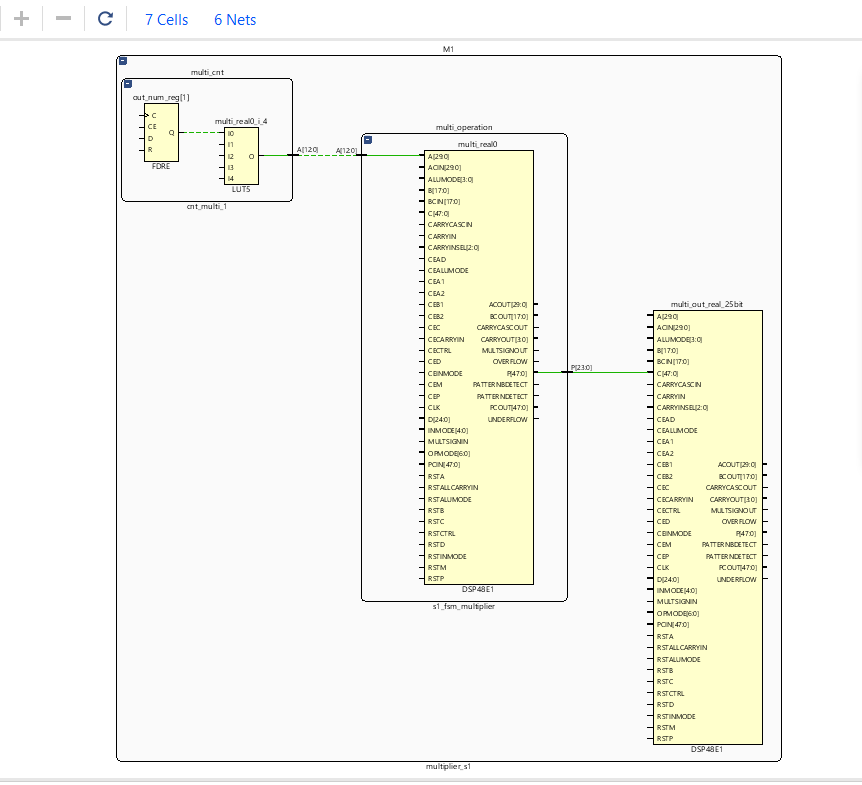 7 Cells
6 Nets
M1
multi_cnt
out_num_reg[1]
C
CE
D
R
Q
FDRE
multi_real0_i_4
I0
I1
I2
I3
I4
O
LUT5
cnt_multi_1
A[12:0]
A[12:0]
multi_operation
multi_real0
A[29:0]
ACIN[29:0]
ALUMODE[3:0]
B[17:0]
BCIN[17:0]
C[47:0]
CARRYCASCIN
CARRYIN
CARRYINSEL[2:0]
CEAD
CEALUMODE
CEA1
CEA2
CEB1
CEB2
CEC
CECARRYIN
CECTRL
CED
CEINMODE
CEM
CEP
CLK
D[24:0]
INMODE[4:0]
MULTSIGNIN
OPMODE[6:0]
PCIN[47:0]
RSTA
RSTALLCARRYIN
RSTALUMODE
RSTB
RSTC
RSTCTRL
RSTD
RSTINMODE
RSTM
RSTP
ACOUT[29:0]
BCOUT[17:0]
CARRYCASCOUT
CARRYOUT[3:0]
MULTSIGNOUT
OVERFLOW
P[47:0]
PATTERNBDETECT
PATTERNDETECT
PCOUT[47:0]
UNDERFLOW
DSP48E1
s1_fsm_multiplier
P[23:0]
multi_out_real_25bit
A[29:0]
ACIN[29:0]
ALUMODE[3:0]
B[17:0]
BCIN[17:0]
C[47:0]
CARRYCASCIN
CARRYIN
CARRYINSEL[2:0]
CEAD
CEALUMODE
CEA1
CEA2
CEB1
CEB2
CEC
CECARRYIN
CECTRL
CED
CEINMODE
CEM
CEP
CLK
D[24:0]
INMODE[4:0]
MULTSIGNIN
OPMODE[6:0]
PCIN[47:0]
RSTA
RSTALLCARRYIN
RSTALUMODE
RSTB
RSTC
RSTCTRL
RSTD
RSTINMODE
RSTM
RSTP
ACOUT[29:0]
BCOUT[17:0]
CARRYCASCOUT
CARRYOUT[3:0]
MULTSIGNOUT
OVERFLOW
P[47:0]
PATTERNBDETECT
PATTERNDETECT
PCOUT[47:0]
UNDERFLOW
DSP48E1
multiplier_s1